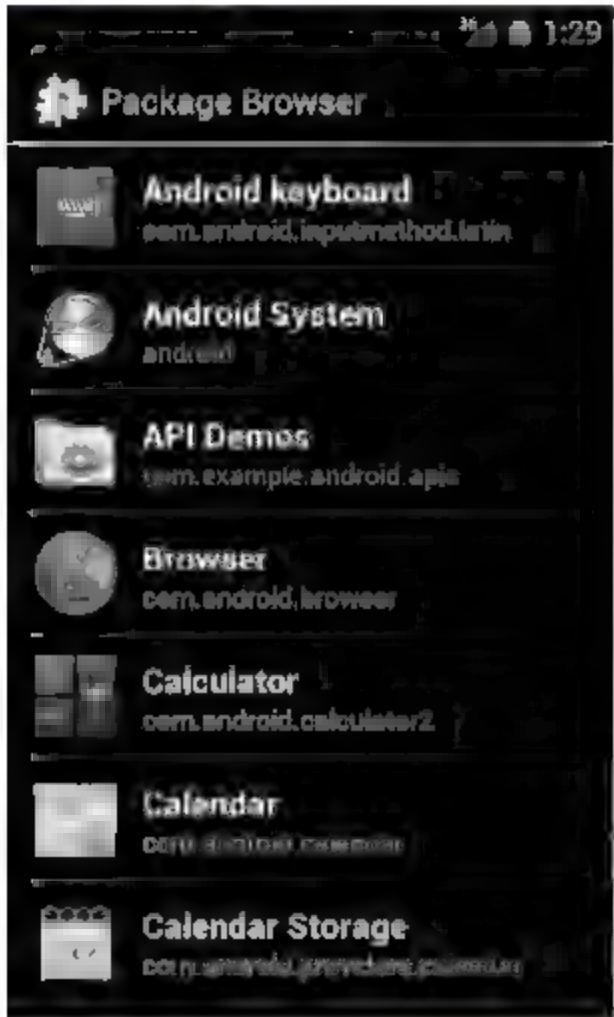 1:29
Package Browser
Android keyboard
com.android.inputmethod.latin
Android System
android
API Demos
com.example.android.apis
Browser
com.android.browser
Calculator
com.android.calculator2
Calendar
Calendar Storage